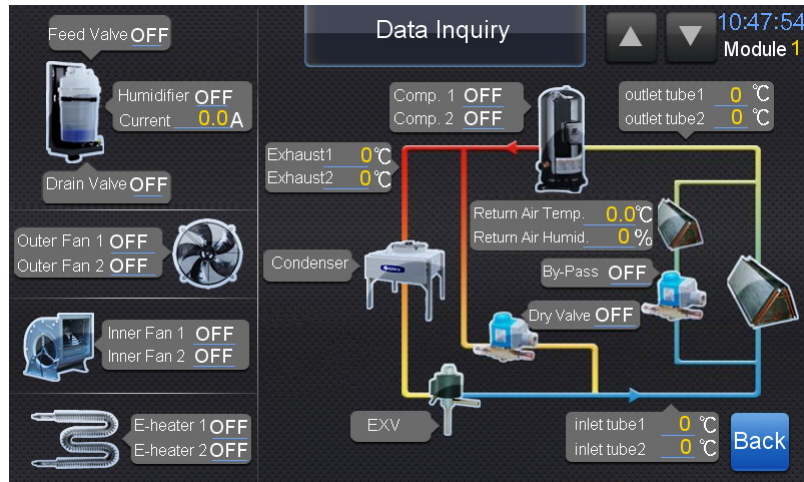 Feed Valve OFF
Data Inquiry
10:47:54
Module 1
Humidifier OFF
Current 0.0A
Comp. 1 OFF
Comp. 2 OFF
outlet tube1 0 ℃
outlet tube2 0 ℃
Exhaust1 0℃
Exhaust2 0℃
Drain Valve OFF
Return Air Temp. 0.0℃
Return Air Humid. 0 %
Outer Fan 1 OFF
Outer Fan 2 OFF
Condenser
By-Pass OFF
Dry Valve OFF
Inner Fan 1 OFF
Inner Fan 2 OFF
E-heater 1 OFF
E-heater 2 OFF
EXV
inlet tube1 0 ℃
inlet tube2 0 ℃
Back